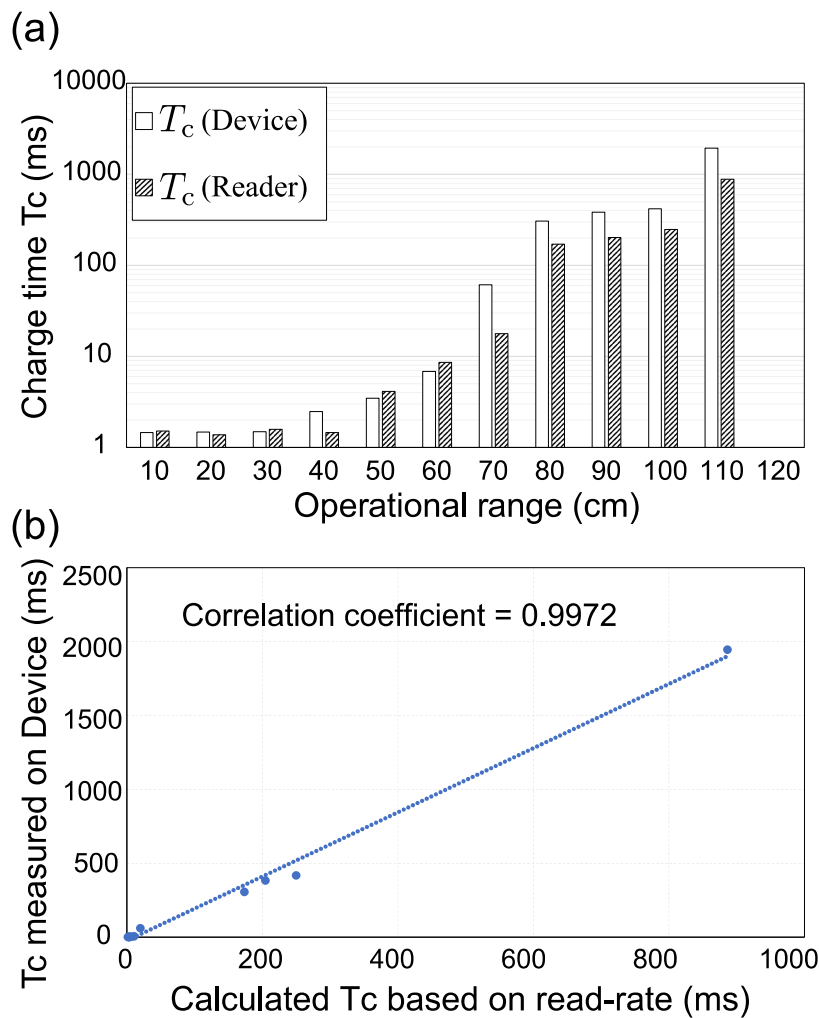 (a)
Charge time Tc (ms)
10000
1000
100
10
1
Tc (Device)
Tc (Reader)
10 20 30 40 50 60 70 80 90 100 110 120
Operational range (cm)
(b)
Tc measured on Device (ms)
2500
2000
1500
1000
500
0
Correlation coefficient = 0.9972
0 200 400 600 800 1000
Calculated Tc based on read-rate (ms)